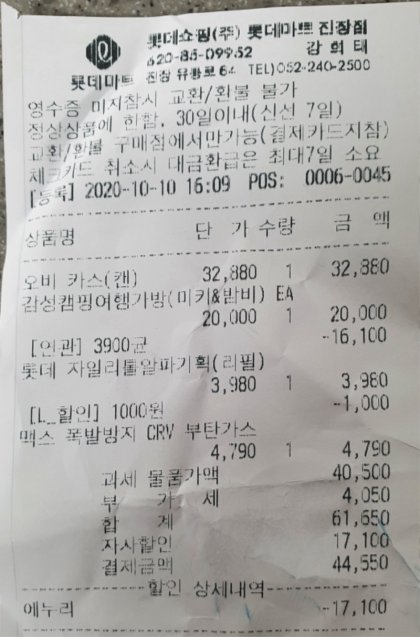 롯데쇼핑(주) 롯데마트 진장점
620-85-09952 강희태
롯데마트 진장 유황로 64 TEL)052-240-2500
영수증 미지참시 교환/환불 불가
정상상품에 한함. 30일이내(신선 7일)
교환/환불 구매점에서만가능(결제카드지참)
체크카드 취소시 대금환급은 최대7일 소요
[등록] 2020-10-10 16:09 POS: 0006-0045
상품명 단가 수량 금액
오비 카스(캔) 32,880 1 32,880
감성캠핑여행가방(미키&밤비) EA
20,000 1 20,000
[연관] 3900균 -16,100
롯데 자일리톨알파기획(리필)
3,980 1 3,980
[L_할인] 1000원 -1,000
맥스 폭발방지 CRV 부탄가스
4,790 1 4,790
과세 물품가액 40,500
부 가 세 4,050
합 계 61,650
자사할인 17,100
결제금액 44,550
할인 상세내역
에누리 -17,100